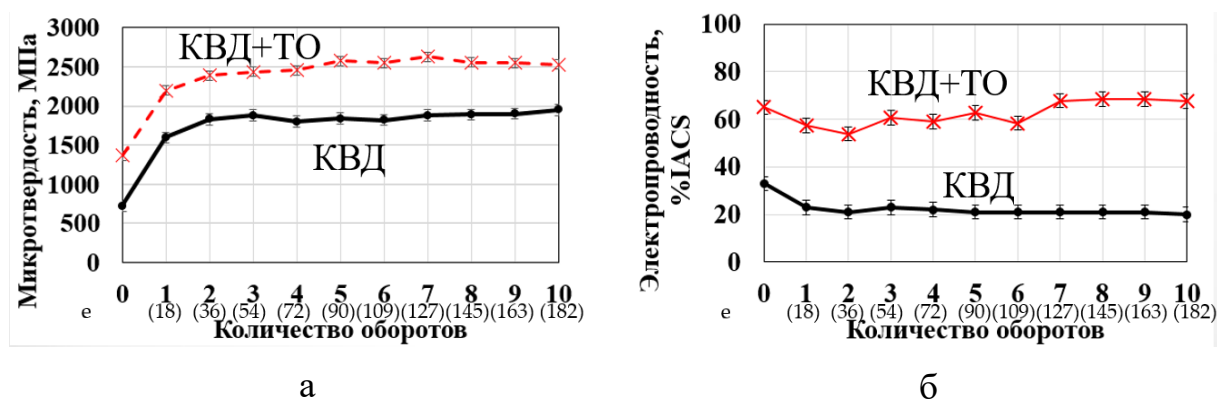 Микротвердость, МПа
3000
2500
2000
1500
1000
500
0
КВД+ТО
КВД
0 1 2 3 4 5 6 7 8 9 10
е (18) (36) (54) (72) (90) (109) (127) (145) (163) (182)
Количество оборотов
а
Электропроводность,
%IACS
100
80
60
40
20
0
КВД+ТО
КВД
0 1 2 3 4 5 6 7 8 9 10
е (18) (36) (54) (72) (90) (109) (127) (145) (163) (182)
Количество оборотов
б